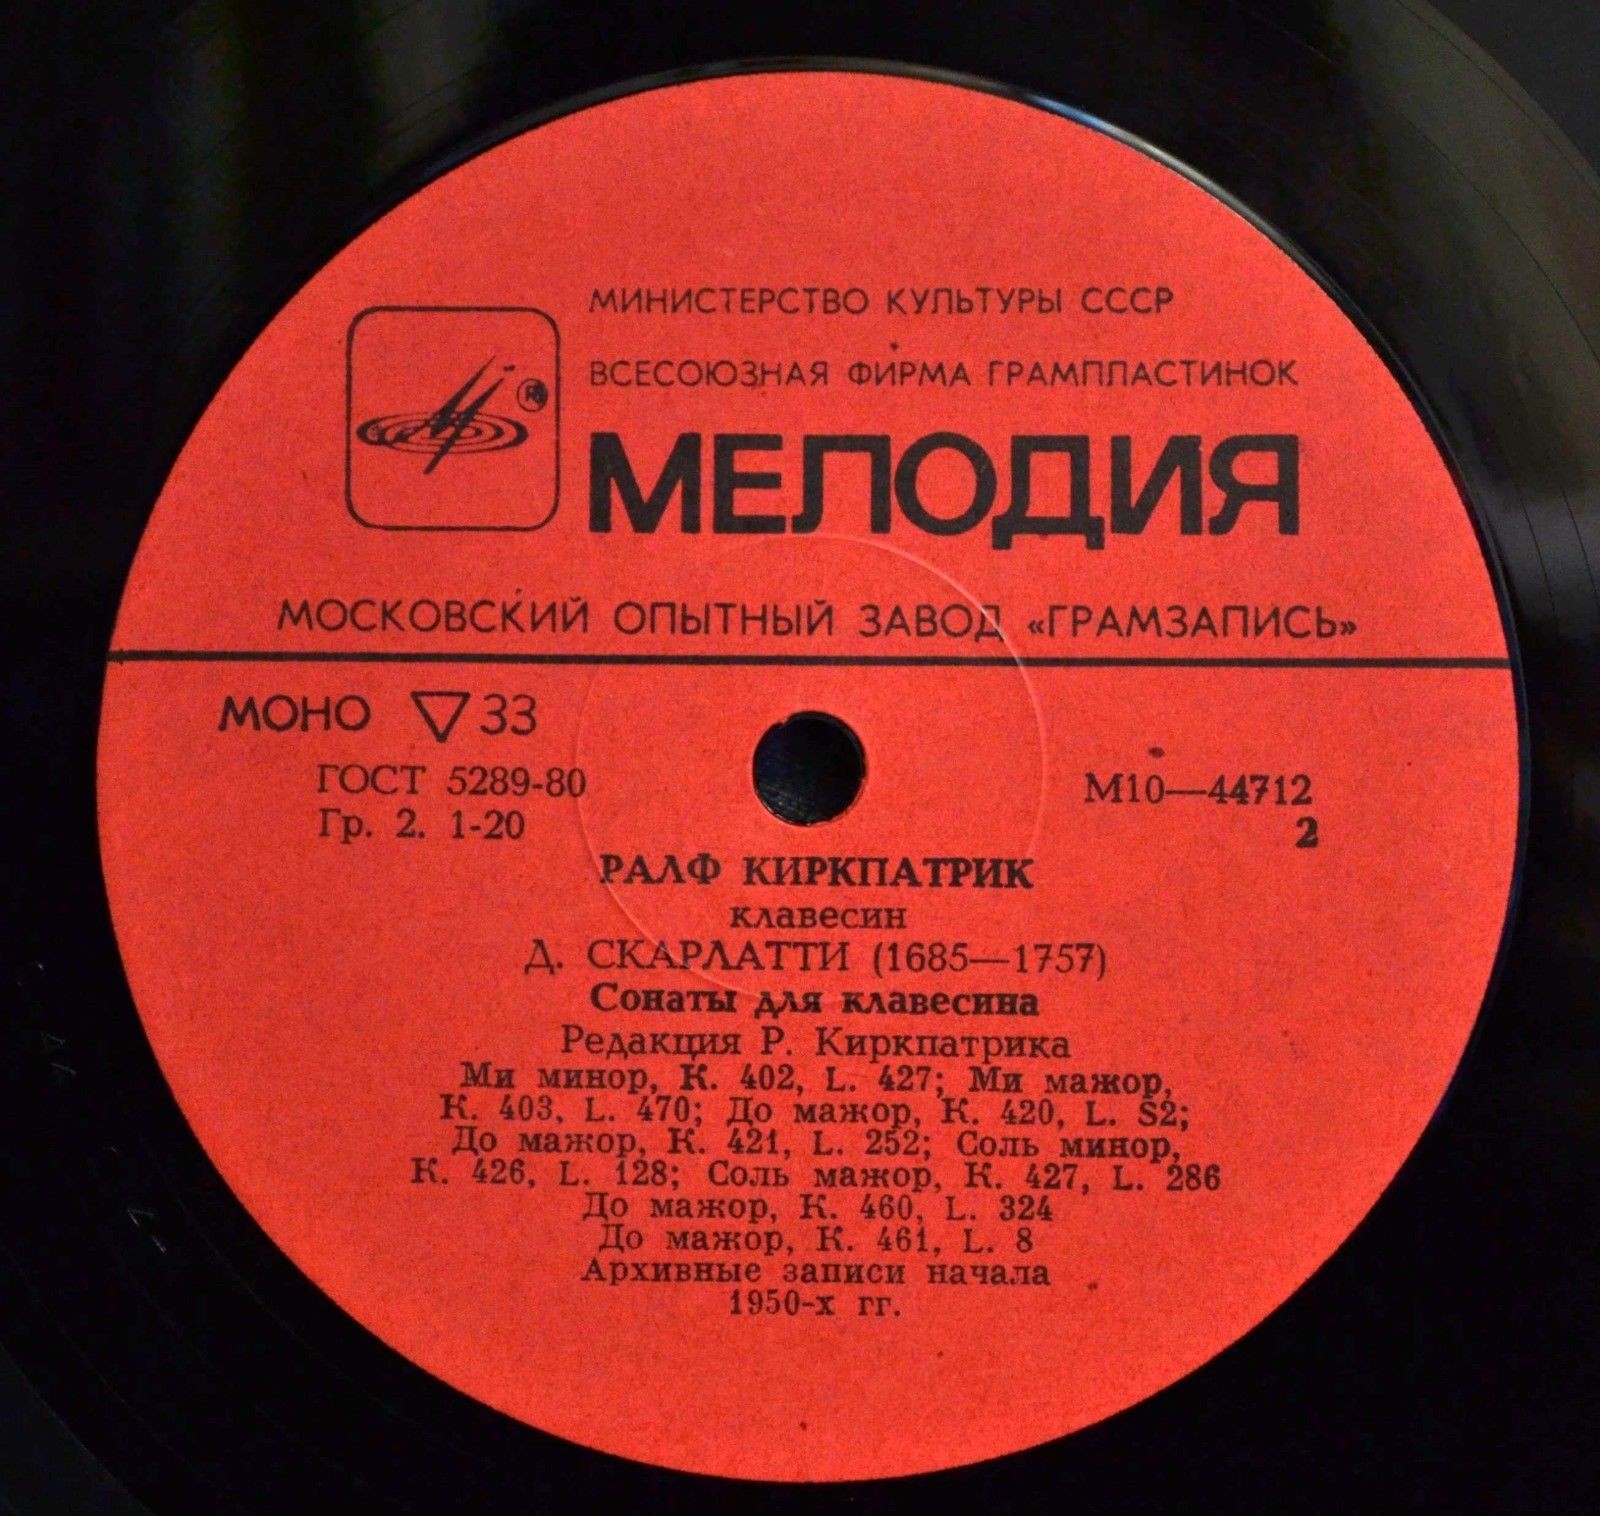 МИНИСТЕРСТВО КУЛЬТУРЫ СССР
ВСЕСОЮЗНАЯ ФИРМА ГРАМПЛАСТИНОК
МЕЛОДИЯ
МОСКОВСКИЙ ОПЫТНЫЙ ЗАВОД «ГРАМЗАПИСЬ»
МОНО ▽33
ГОСТ 5289-80
Гр. 2. 1-20
М10—44712
2
РАЛФ КИРКПАТРИК
клавесин
Д. СКАРЛАТТИ (1685—1757)
Сонаты для клавесина
Редакция Р. Киркпатрика
Ми минор, К. 402, L. 427; Ми мажор,
К. 403, L. 470; До мажор, К. 420, L. S2;
До мажор, К. 421, L. 252; Соль минор,
К. 426, L. 128; Соль мажор, К. 427, L. 286
До мажор, К. 460, L. 324
До мажор, К. 461, L. 8
Архивные записи начала
1950-х гг.